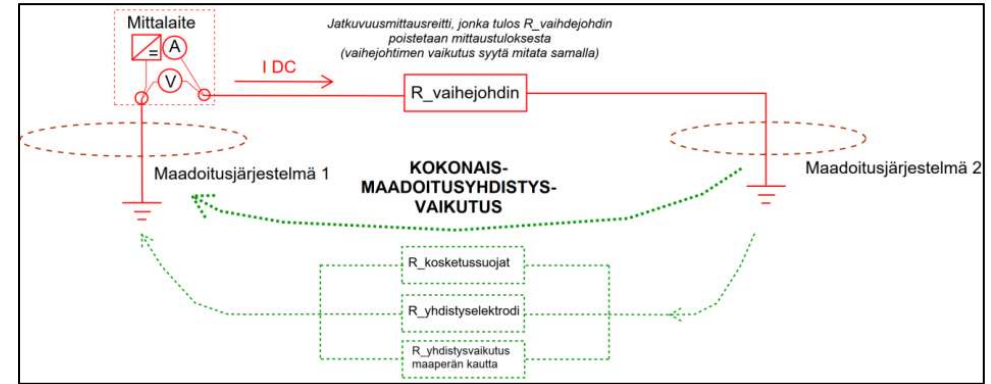 Mittalaite
=
A
V
I DC
Jatkuvuusmittausreitti, jonka tulos R_vaihdejohdin
poistetaan mittaustuloksesta
(vaihejohtimen vaikutus syytä mitata samalla)
R_vaihejohdin
Maadoitusjärjestelmä 1
KOKONAIS-
MAADOITUSYHDISTYS-
VAIKUTUS
Maadoitusjärjestelmä 2
R_kosketussuojat
R_yhdistyselektrodi
R_yhdistysvaikutus
maaperän kautta